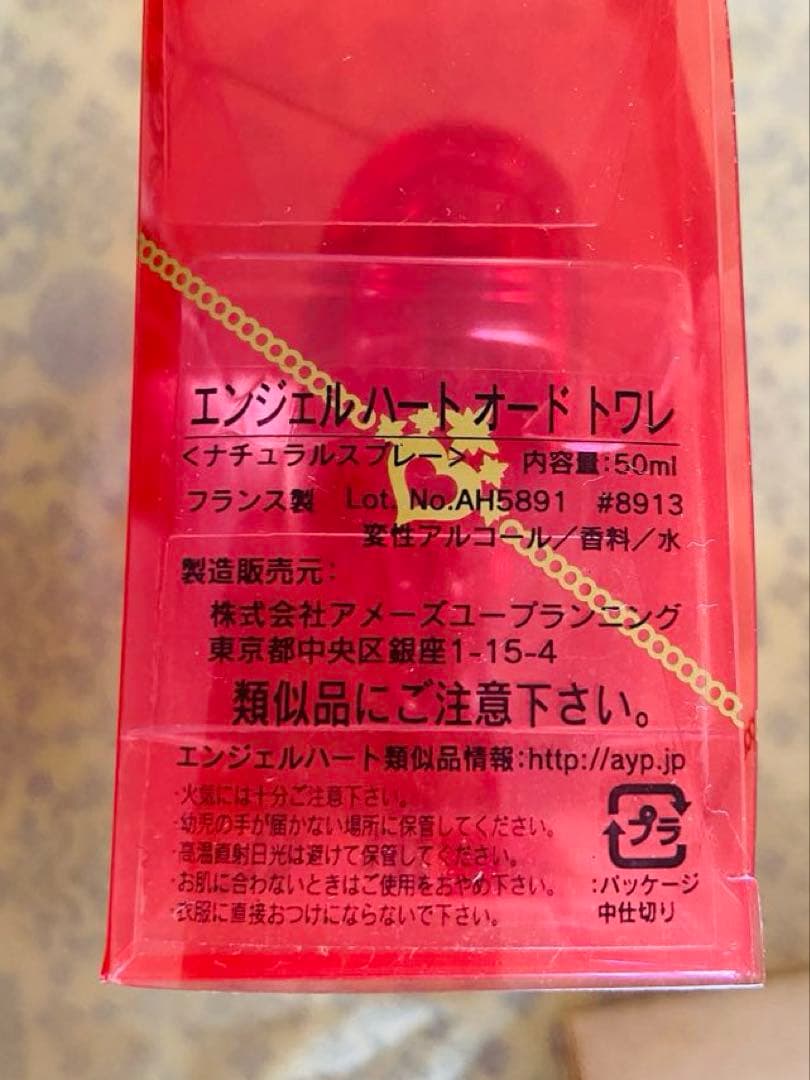 エンジェル ハート オード トワレ
<ナチュラルスプレー> 内容量:50ml
フランス製 Lot. No.AH5891 #8913
変性アルコール/香料/水
製造販売元:
株式会社アメーズユープランニング
東京都中央区銀座1-15-4
類似品にご注意下さい。
エンジェルハート類似品情報:http://ayp.jp
・火気には十分ご注意下さい。
・幼児の手が届かない場所に保管してください。
・高温直射日光は避けて保管してください。
・お肌に合わないときはご使用をおやめ下さい。
・衣服に直接おつけにならないで下さい。
プラ
:パッケージ
中仕切り